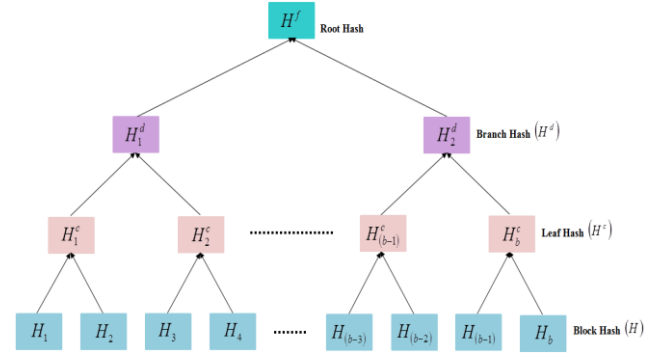 H^f Root Hash
H_1^d H_2^d Branch Hash (H^d)
H_1^c H_2^c .................... H_{(b-1)}^c H_b^c Leaf Hash (H^c)
H_1 H_2 H_3 H_4 ........ H_{(b-3)} H_{(b-2)} H_{(b-1)} H_b Block Hash (H)